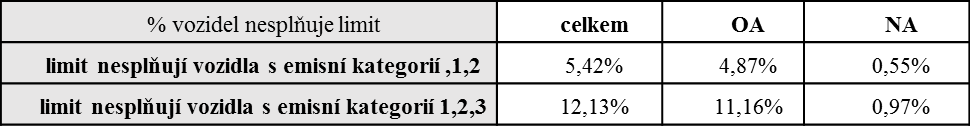 % vozidel nesplňuje limit celkem OA NA
limit nesplňují vozidla s emisní kategorií ,1,2 5,42% 4,87% 0,55%
limit nesplňují vozidla s emisní kategorií 1,2,3 12,13% 11,16% 0,97%